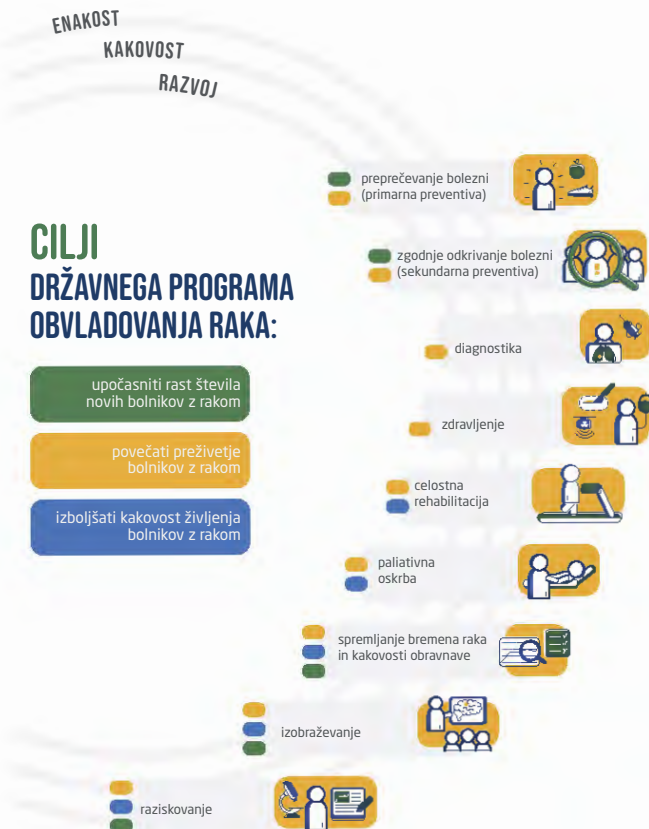 ENAKOST
KAKOVOST
RAZVOJ
CILJI
DRŽAVNEGA PROGRAMA
OBVLADOVANJA RAKA:
upočasniti rast števila
novih bolnikov z rakom
povečati preživetje
bolnikov z rakom
izboljšati kakovost življenja
bolnikov z rakom
preprečevanje bolezni
(primarna preventiva)
zgodnje odkrivanje bolezni
(sekundarna preventiva)
diagnostika
zdravljenje
celostna
rehabilitacija
paliativna
oskrba
spremljanje bremena raka
in kakovosti obravnave
izobraževanje
raziskovanje